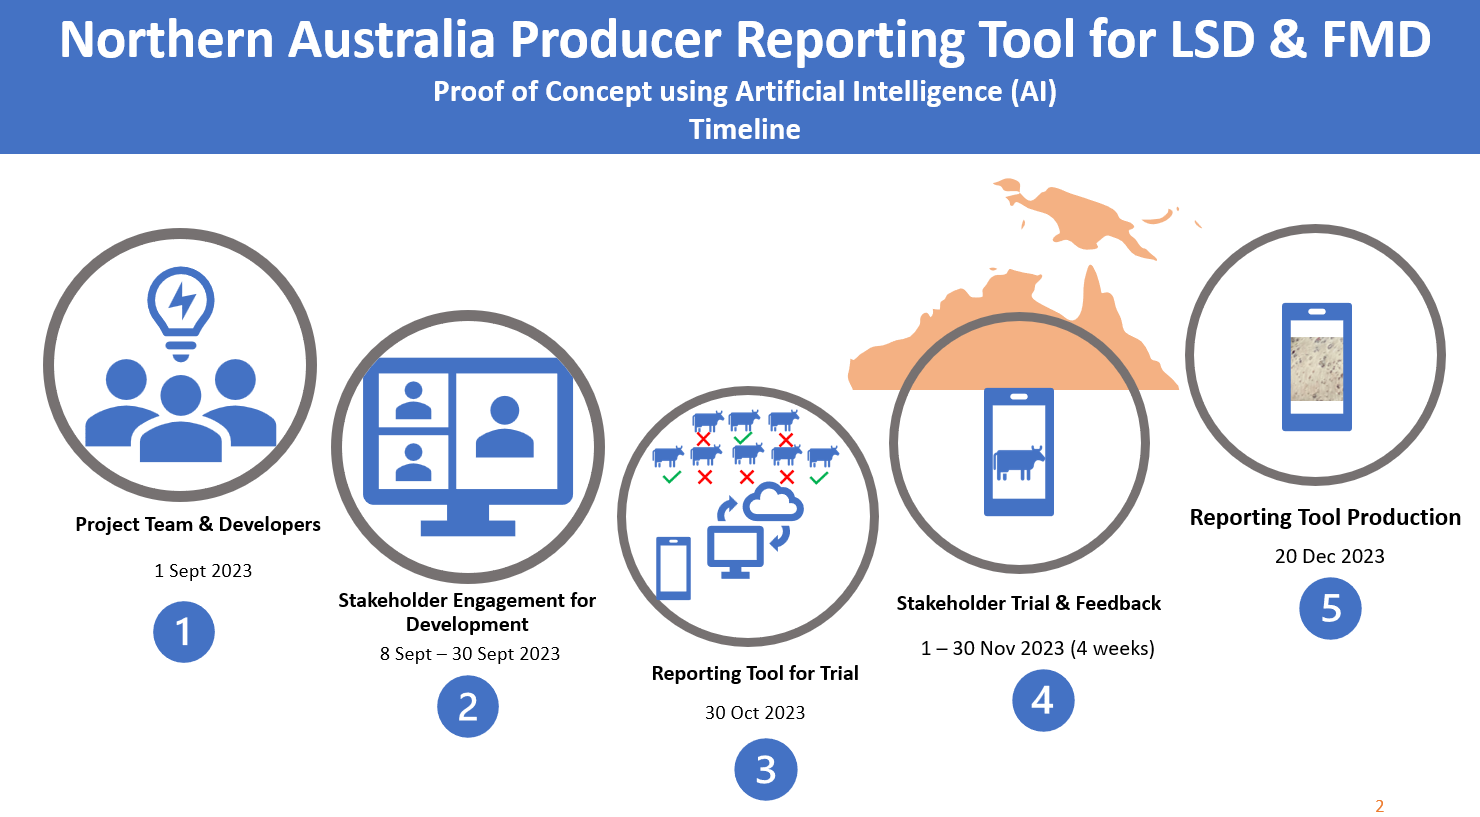 Northern Australia Producer Reporting Tool for LSD & FMD
Proof of Concept using Artificial Intelligence (AI)
Timeline
Project Team & Developers
1 Sept 2023
1
Stakeholder Engagement for
Development
8 Sept – 30 Sept 2023
2
Reporting Tool for Trial
30 Oct 2023
3
Stakeholder Trial & Feedback
1 – 30 Nov 2023 (4 weeks)
4
Reporting Tool Production
20 Dec 2023
5
2